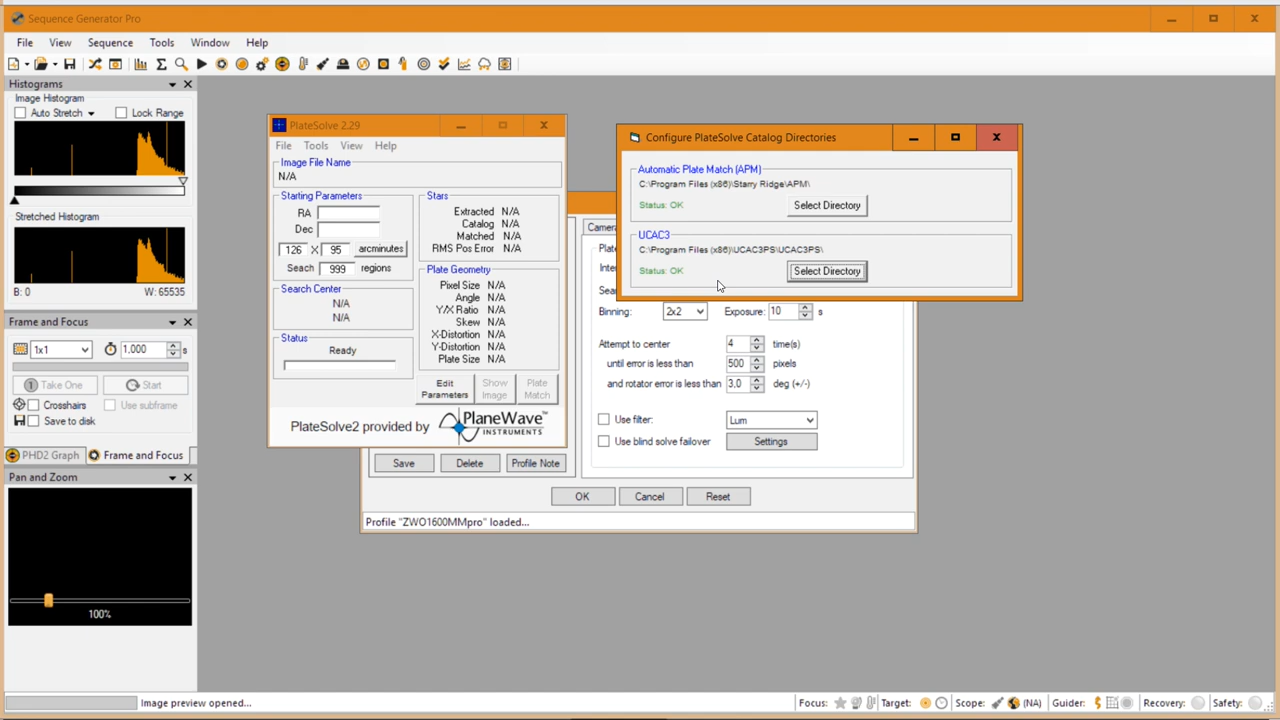 Sequence Generator Pro
File View Sequence Tools Window Help
Histograms
Image Histogram
Auto Stretch Lock Range
Stretched Histogram
B: 0 W: 65535
Frame and Focus
1x1 1.000 s
Take One Start
Crosshairs Use subframe
Save to disk
PHD2 Graph Frame and Focus
Pan and Zoom
100%
PlateSolve 2.29
File Tools View Help
Image File Name
N/A
Starting Parameters
RA
Dec
126 X 95 arcminutes
Seach 999 regions
Search Center
N/A
N/A
Status
Ready
Stars
Extracted N/A
Catalog N/A
Matched N/A
RMS Pos Error N/A
Plate Geometry
Pixel Size N/A
Angle N/A
Y/X Ratio N/A
Skew N/A
X-Distortion N/A
Y-Distortion N/A
Plate Size N/A
Edit Parameters
Show Image
Plate Match
PlateSolve2 provided by PlaneWave INSTRUMENTS
Configure PlateSolve Catalog Directories
Automatic Plate Match (APM)
C:\Program Files (x86)\Starry Ridge\APM\
Status: OK Select Directory
UCAC3
C:\Program Files (x86)\UCAC3PS\UCAC3PS\
Status: OK Select Directory
Binning: 2x2 Exposure: 10 s
Attempt to center 4 time(s)
until error is less than 500 pixels
and rotator error is less than 3.0 deg (+/-)
Use filter: Lum
Use blind solve failover Settings
Save Delete Profile Note
OK Cancel Reset
Profile "ZWO1600MMpro" loaded...
Image preview opened...
Focus: Target: Scope: (NA) Guider: Recovery: Safety: